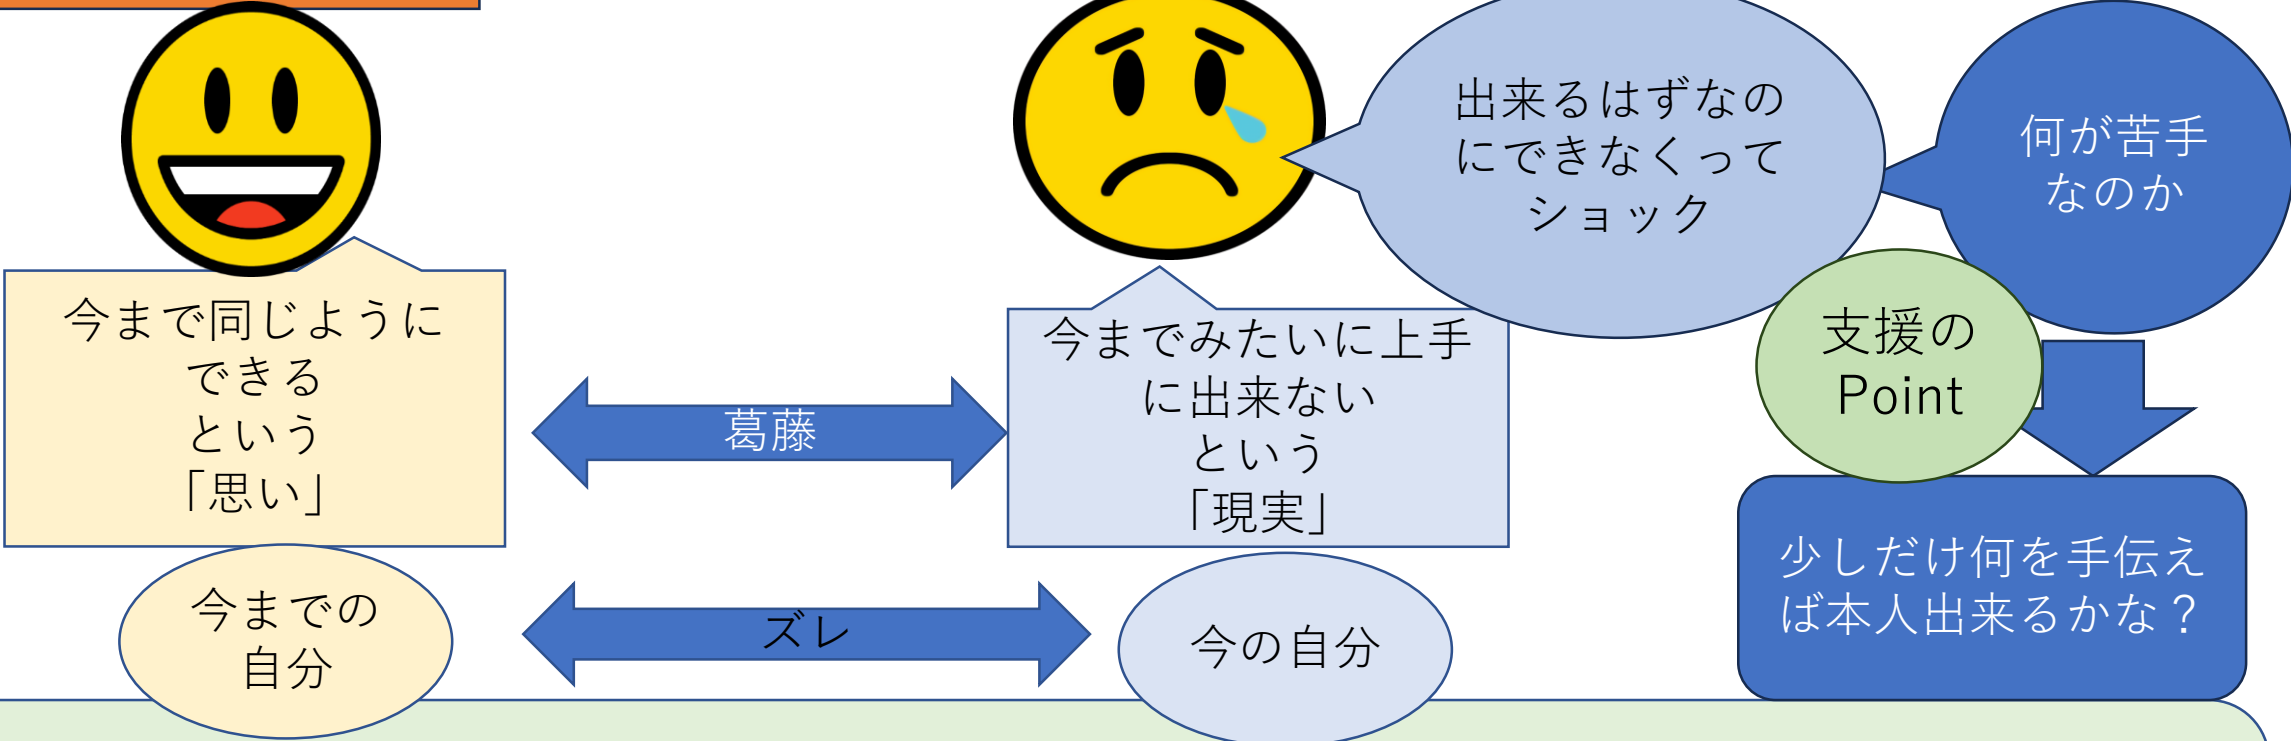 今まで同じように
できる
という
「思い」
葛藤
今までみたいに上手
に出来ない
という
「現実」
出来るはずなの
にできなくって
ショック
何が苦手
なのか
支援の
Point
少しだけ何を手伝え
ば本人出来るかな？
今までの
自分
ズレ
今の自分